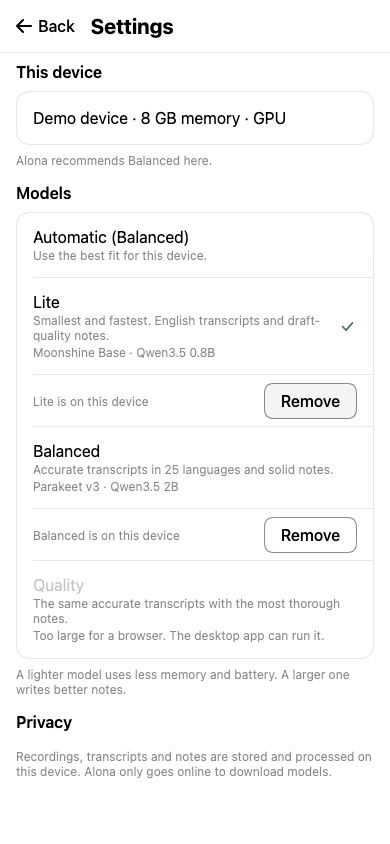 Back Settings
This device
Demo device · 8 GB memory · GPU
Alona recommends Balanced here.
Models
Automatic (Balanced)
Use the best fit for this device.
Lite
Smallest and fastest. English transcripts and draft-
quality notes.
Moonshine Base · Qwen3.5 0.8B
Lite is on this device Remove
Balanced
Accurate transcripts in 25 languages and solid notes.
Parakeet v3 · Qwen3.5 2B
Balanced is on this device Remove
Quality
The same accurate transcripts with the most thorough
notes.
Too large for a browser. The desktop app can run it.
A lighter model uses less memory and battery. A larger one
writes better notes.
Privacy
Recordings, transcripts and notes are stored and processed on
this device. Alona only goes online to download models.